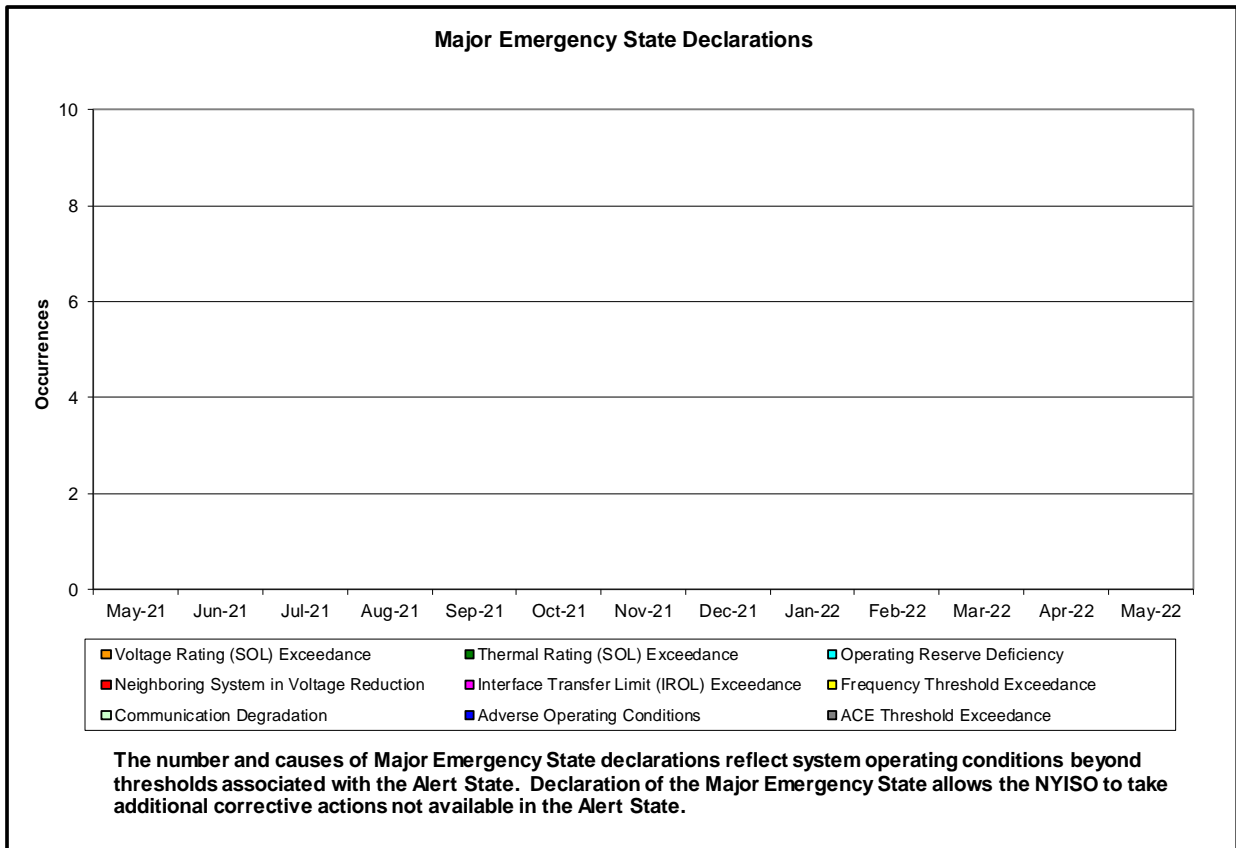 Major Emergency State Declarations
10
8
6
4
2
0
Occurrences
May-21 Jun-21 Jul-21 Aug-21 Sep-21 Oct-21 Nov-21 Dec-21 Jan-22 Feb-22 Mar-22 Apr-22 May-22
Voltage Rating (SOL) Exceedance Thermal Rating (SOL) Exceedance Operating Reserve Deficiency
Neighboring System in Voltage Reduction Interface Transfer Limit (IROL) Exceedance Frequency Threshold Exceedance
Communication Degradation Adverse Operating Conditions ACE Threshold Exceedance
The number and causes of Major Emergency State declarations reflect system operating conditions beyond
thresholds associated with the Alert State. Declaration of the Major Emergency State allows the NYISO to take
additional corrective actions not available in the Alert State.